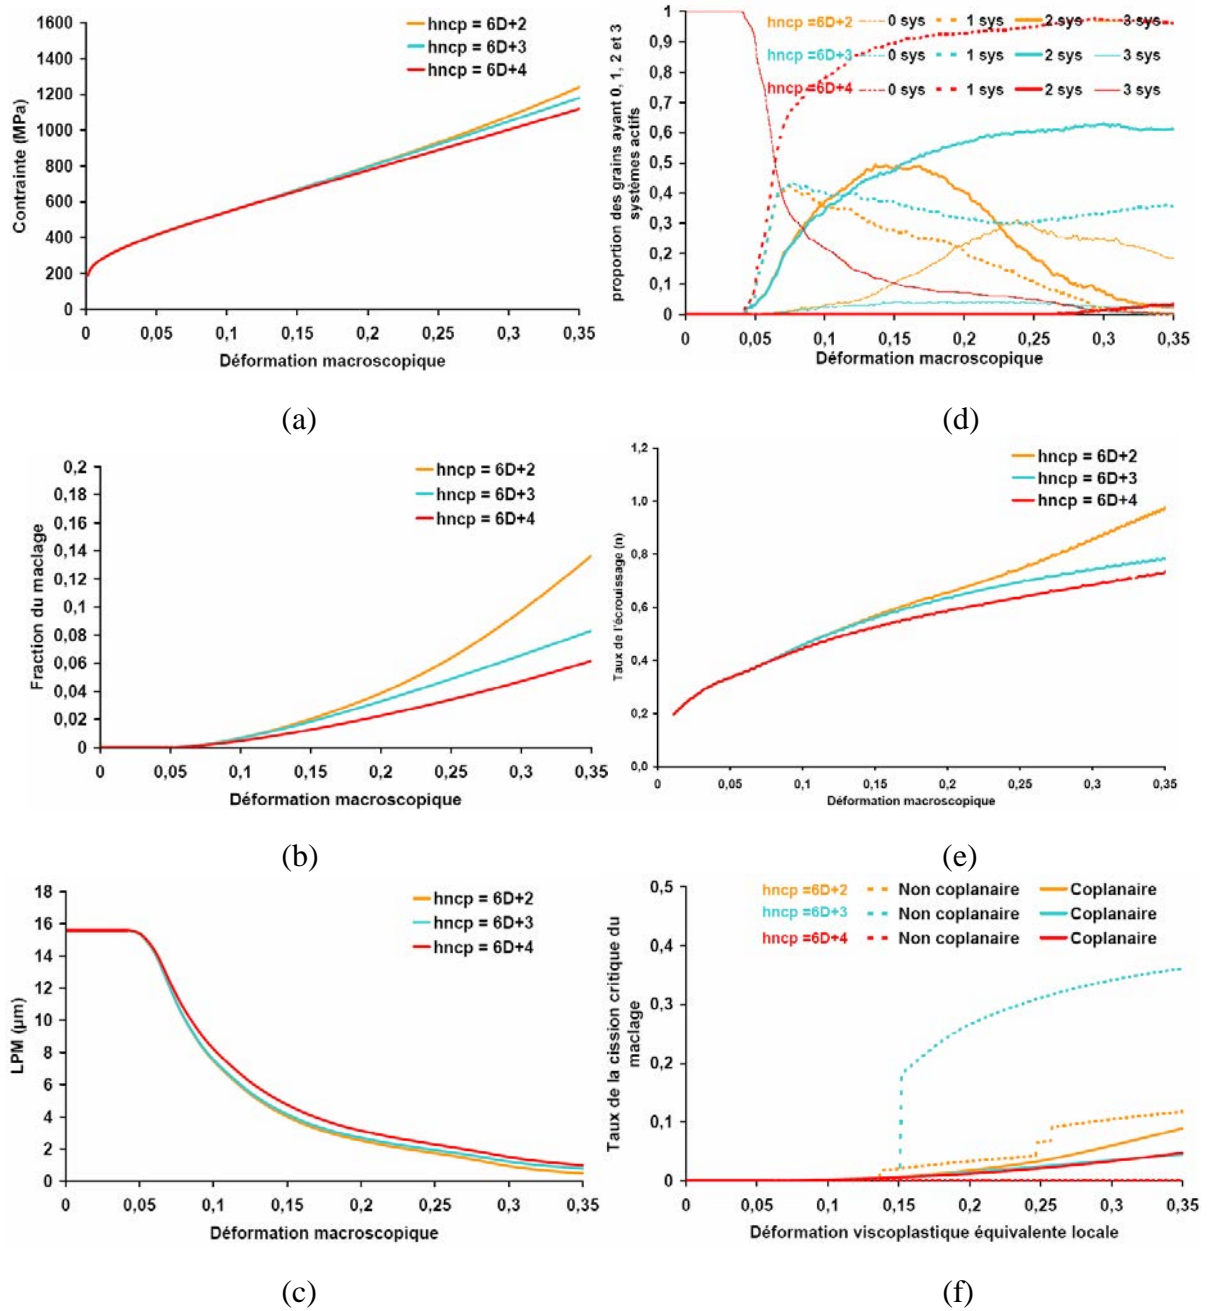 hncp = 6D+2
hncp = 6D+3
hncp = 6D+4
Contrainte (MPa)
1600
1400
1200
1000
800
600
400
200
0
0 0,05 0,1 0,15 0,2 0,25 0,3 0,35
Déformation macroscopique
(a)
hncp=6D+2 0 sys 1 sys 2 sys 3 sys
hncp=6D+3 0 sys 1 sys 2 sys 3 sys
hncp=6D+4 0 sys 1 sys 2 sys 3 sys
proportion des grains ayant 0, 1, 2 et 3
systèmes actifs
1
0,9
0,8
0,7
0,6
0,5
0,4
0,3
0,2
0,1
0
0 0,05 0,1 0,15 0,2 0,25 0,3 0,35
Déformation macroscopique
(d)
hncp = 6D+2
hncp = 6D+3
hncp = 6D+4
Fraction du maclage
0,2
0,18
0,16
0,14
0,12
0,1
0,08
0,06
0,04
0,02
0
0 0,05 0,1 0,15 0,2 0,25 0,3 0,35
Déformation macroscopique
(b)
hncp = 6D+2
hncp = 6D+3
hncp = 6D+4
Taux de l'écrouissage (n)
1,2
1,0
0,8
0,6
0,4
0,2
0,0
0 0,05 0,1 0,15 0,2 0,25 0,3 0,35
Déformation macroscopique
(e)
hncp = 6D+2
hncp = 6D+3
hncp = 6D+4
LPM (µm)
18
16
14
12
10
8
6
4
2
0
0 0,05 0,1 0,15 0,2 0,25 0,3 0,35
Déformation macroscopique
(c)
hncp =6D+2 Non coplanaire Coplanaire
hncp =6D+3 Non coplanaire Coplanaire
hncp =6D+4 Non coplanaire Coplanaire
Taux de la cission critique du
maclage
0,5
0,4
0,3
0,2
0,1
0
0 0,05 0,1 0,15 0,2 0,25 0,3 0,35
Déformation viscoplastique équivalente locale
(f)